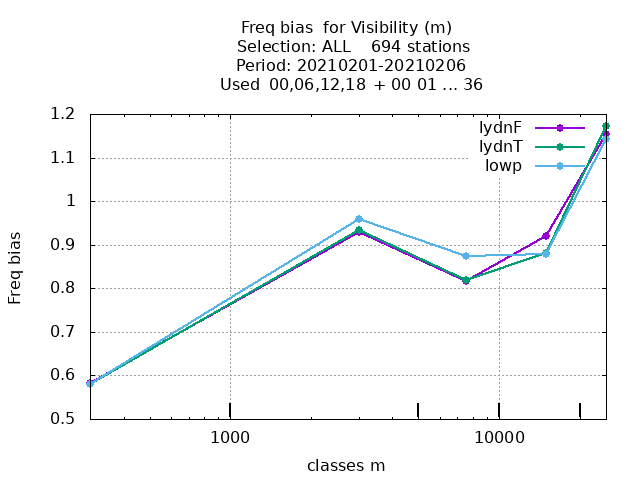 Freq bias  for Visibility (m)
Selection: ALL    694 stations
Period: 20210201-20210206
Used  00,06,12,18  + 00 01 ... 36
lydnF
lydnT
lowp
1.2
1.1
1
0.9
0.8
0.7
0.6
0.5
Freq bias
1000
10000
classes m